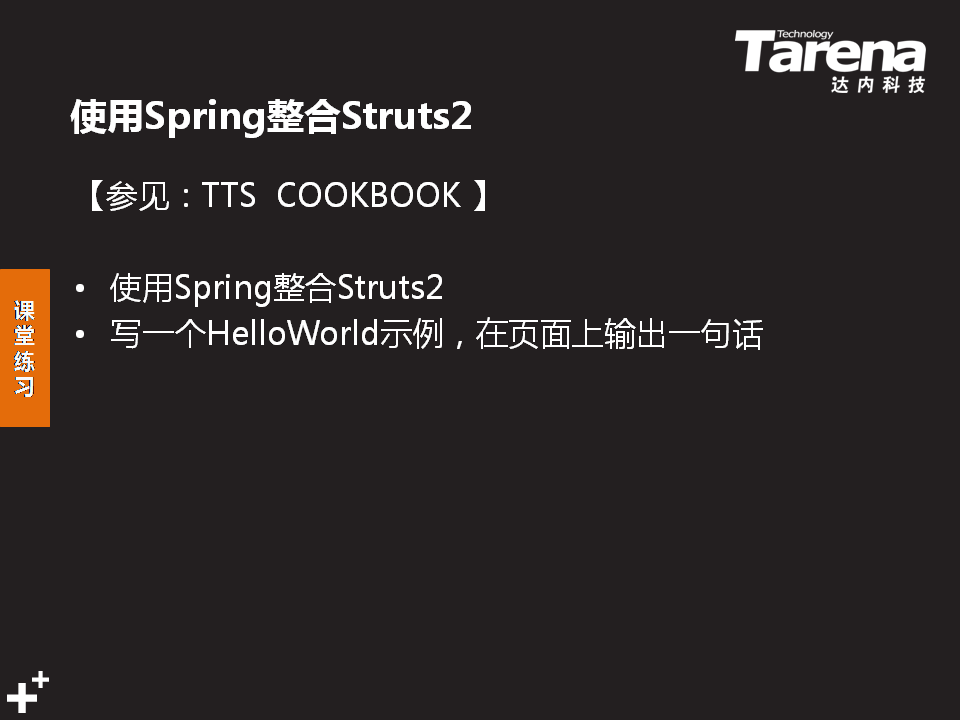 Technology
Tarena
达内科技
使用Spring整合Struts2
【参见：TTS COOKBOOK 】
• 使用Spring整合Struts2
• 写一个HelloWorld示例，在页面上输出一句话
课堂练习